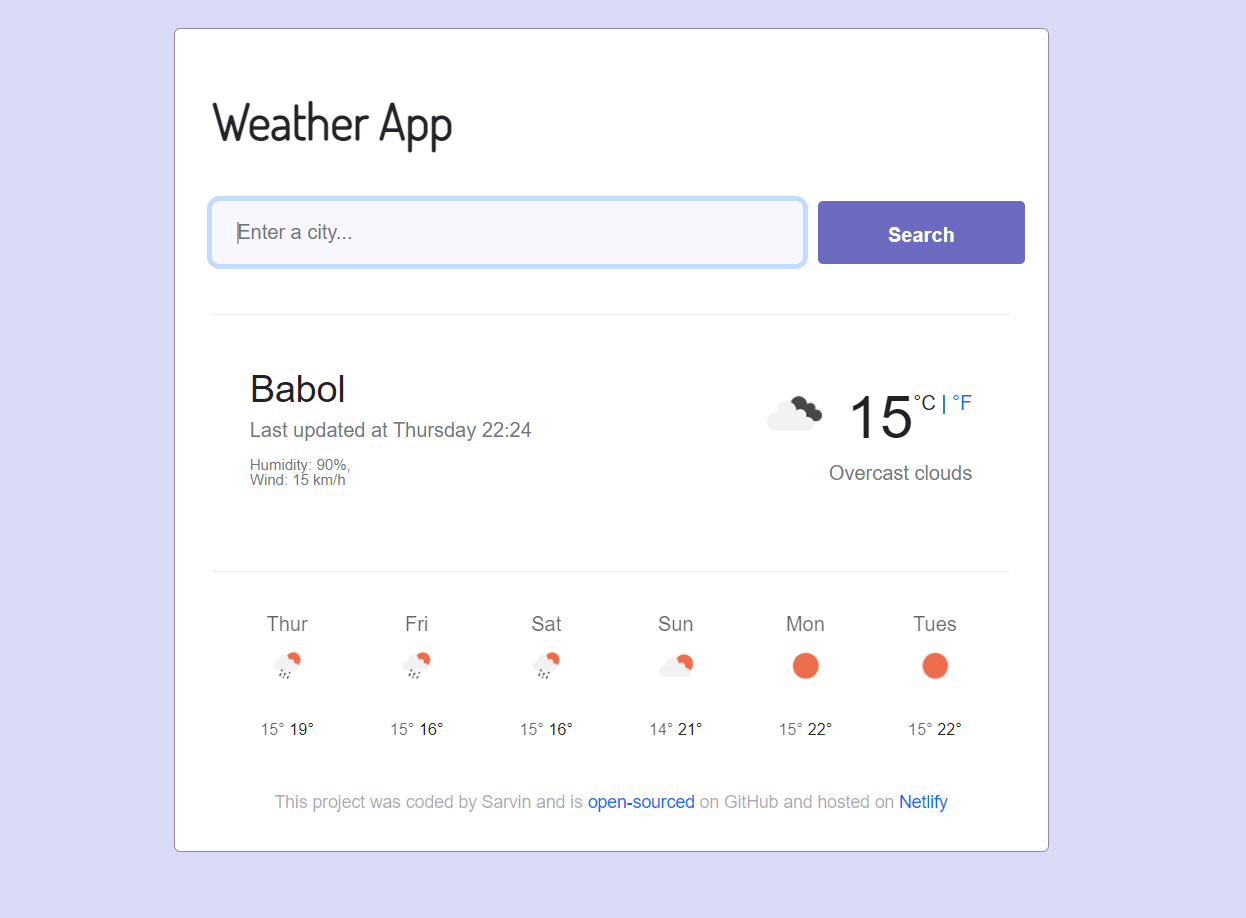 Weather App
Enter a city...
Search
Babol
Last updated at Thursday 22:24
Humidity: 90%,
Wind: 15 km/h
15°C | °F
Overcast clouds
Thur Fri Sat Sun Mon Tues
15° 19° 15° 16° 15° 16° 14° 21° 15° 22° 15° 22°
This project was coded by Sarvin and is open-sourced on GitHub and hosted on Netlify